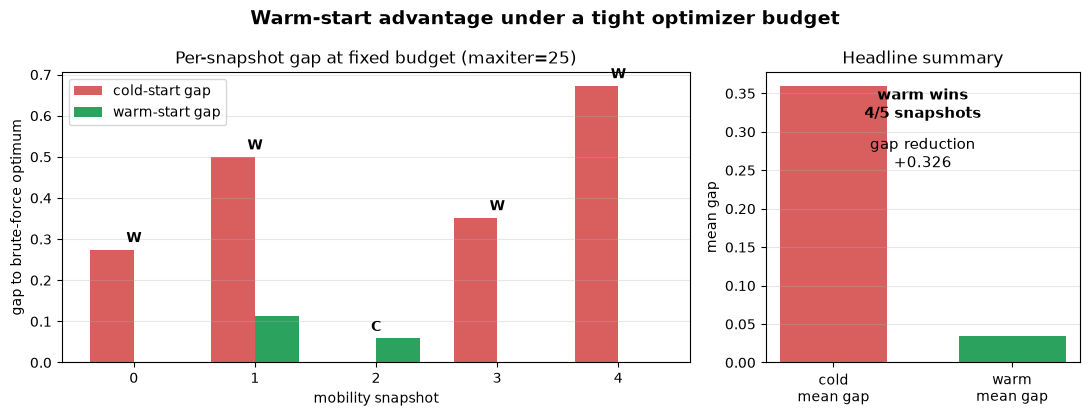 Warm-start advantage under a tight optimizer budget
Per-snapshot gap at fixed budget (maxiter=25)
gap to brute-force optimum
0.7
0.6
0.5
0.4
0.3
0.2
0.1
0.0
cold-start gap
warm-start gap
W
W
C
W
W
0
1
2
3
4
mobility snapshot
Headline summary
mean gap
0.35
0.30
0.25
0.20
0.15
0.10
0.05
0.00
warm wins
4/5 snapshots
gap reduction
+0.326
cold
mean gap
warm
mean gap